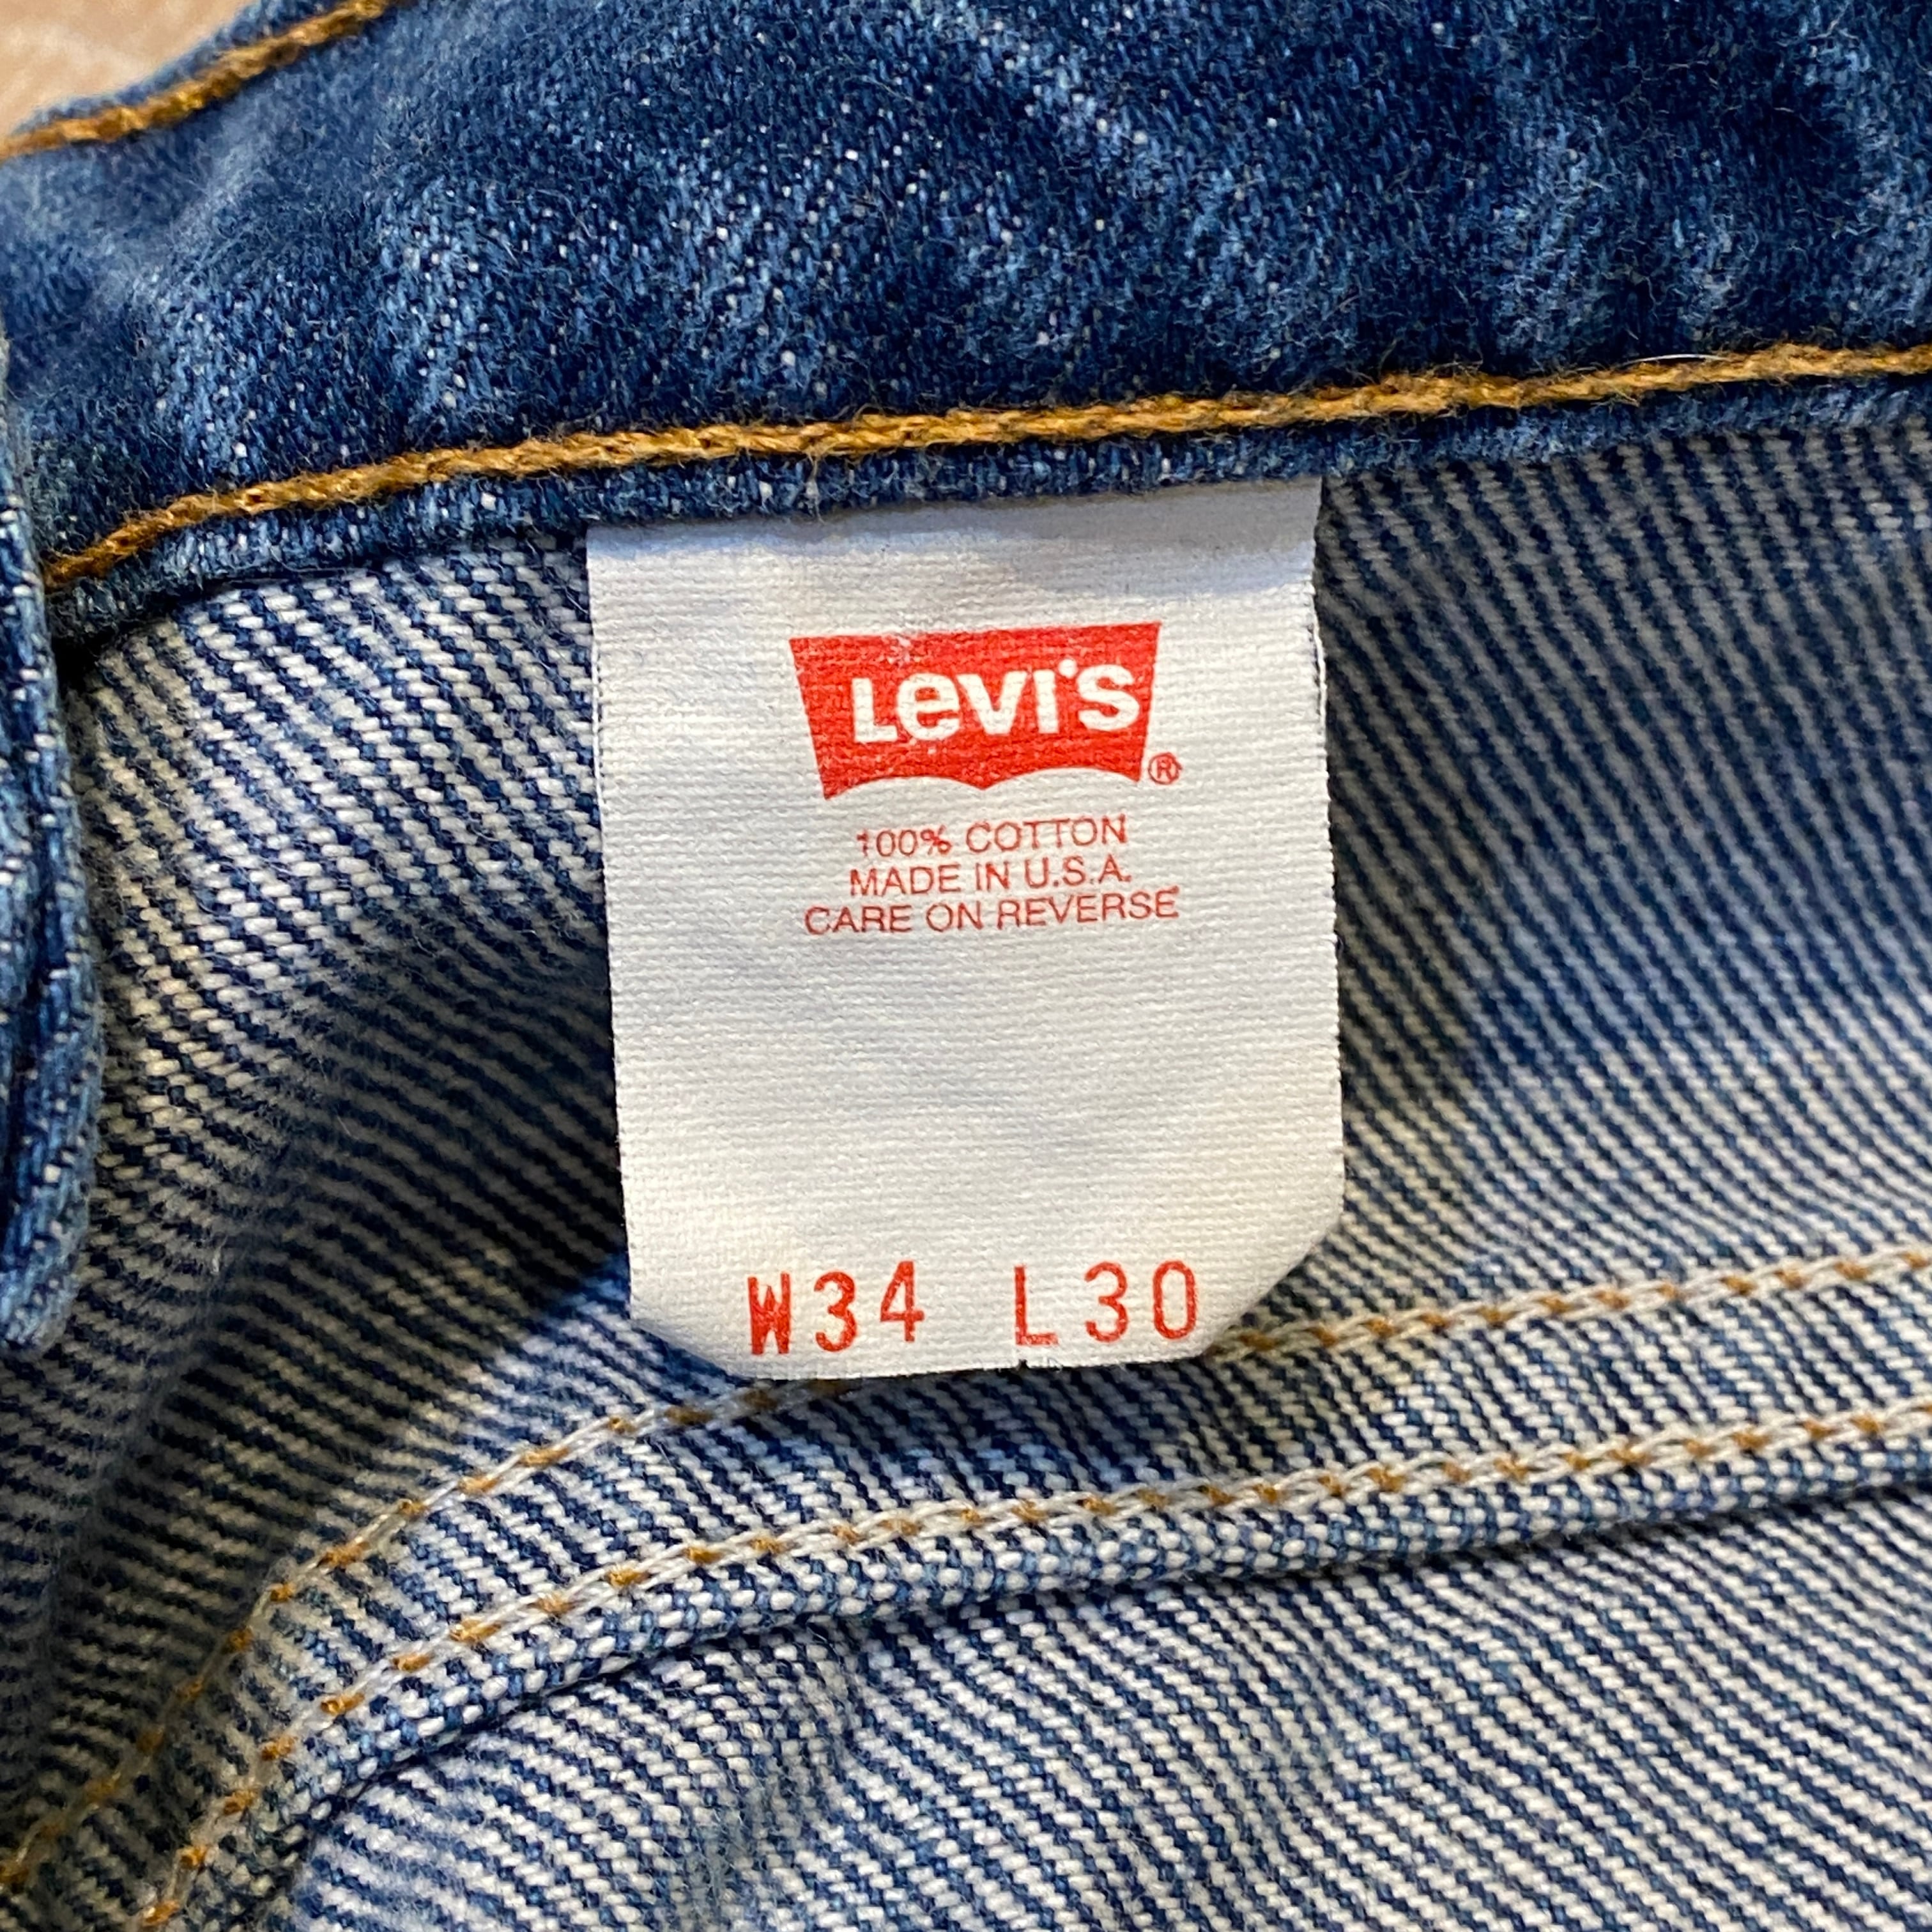 Levi's ®
100% COTTON
MADE IN U.S.A.
CARE ON REVERSE
W34 L30